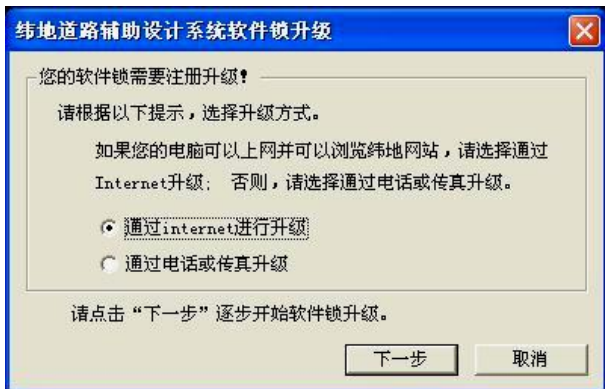 纬地道路辅助设计系统软件锁升级
您的软件锁需要注册升级!
请根据以下提示，选择升级方式。
如果您的电脑可以上网并可以浏览纬地网站，请选择通过
Internet升级; 否则，请选择通过电话或传真升级。
通过internet进行升级
通过电话或传真升级
请点击“下一步”逐步开始软件锁升级。
下一步 取消